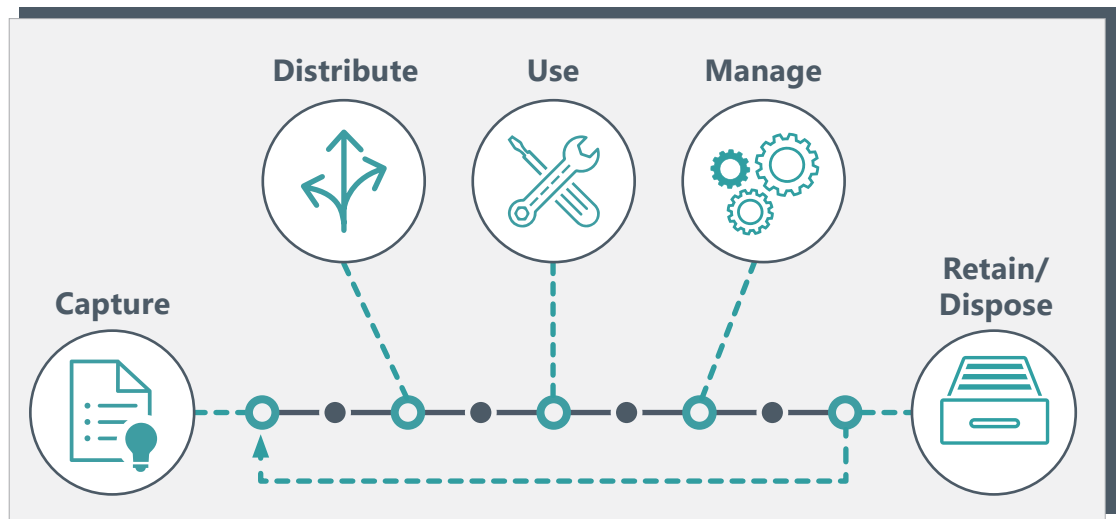 Distribute
Use
Manage
Capture
Retain/
Dispose